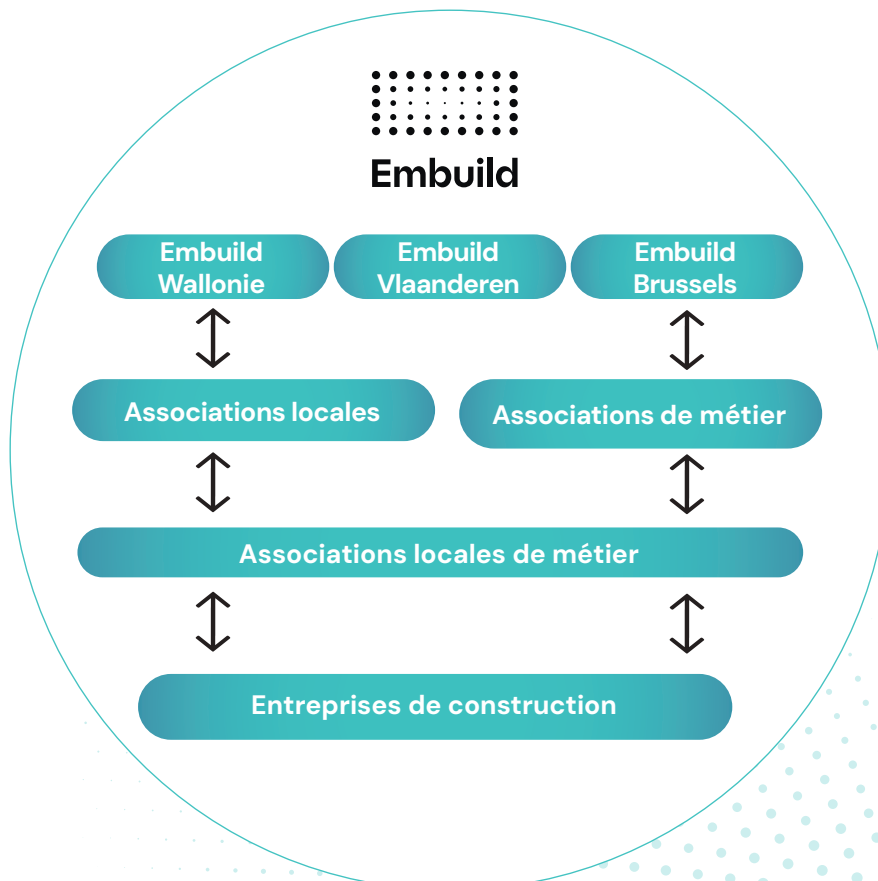 Embuild
Embuild
Wallonie
Embuild
Vlaanderen
Embuild
Brussels
Associations locales
Associations de métier
Associations locales de métier
Entreprises de construction